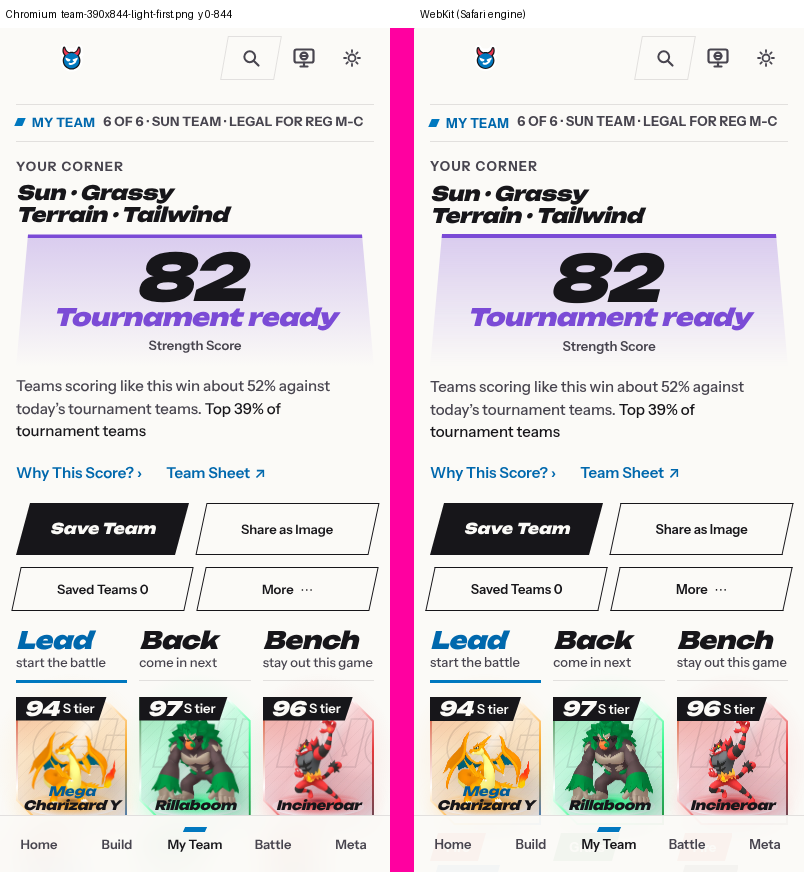 Chromium team-390x844-light-first.png y0-844
MY TEAM 6 OF 6 · SUN TEAM · LEGAL FOR REG M-C
YOUR CORNER
Sun · Grassy
Terrain · Tailwind
82
Tournament ready
Strength Score
Teams scoring like this win about 52% against
today’s tournament teams. Top 39% of
tournament teams
Why This Score? › Team Sheet ↗
Save Team Share as Image
Saved Teams 0 More ···
Lead Back Bench
start the battle come in next stay out this game
94 S tier 97 S tier 96 S tier
Mega
Charizard Y Rillaboom Incineroar
Home Build My Team Battle Meta
WebKit (Safari engine)
MY TEAM 6 OF 6 · SUN TEAM · LEGAL FOR REG M-C
YOUR CORNER
Sun · Grassy
Terrain · Tailwind
82
Tournament ready
Strength Score
Teams scoring like this win about 52% against
today’s tournament teams. Top 39% of
tournament teams
Why This Score? › Team Sheet ↗
Save Team Share as Image
Saved Teams 0 More ···
Lead Back Bench
start the battle come in next stay out this game
94 S tier 97 S tier 96 S tier
Mega
Charizard Y Rillaboom Incineroar
Home Build My Team Battle Meta